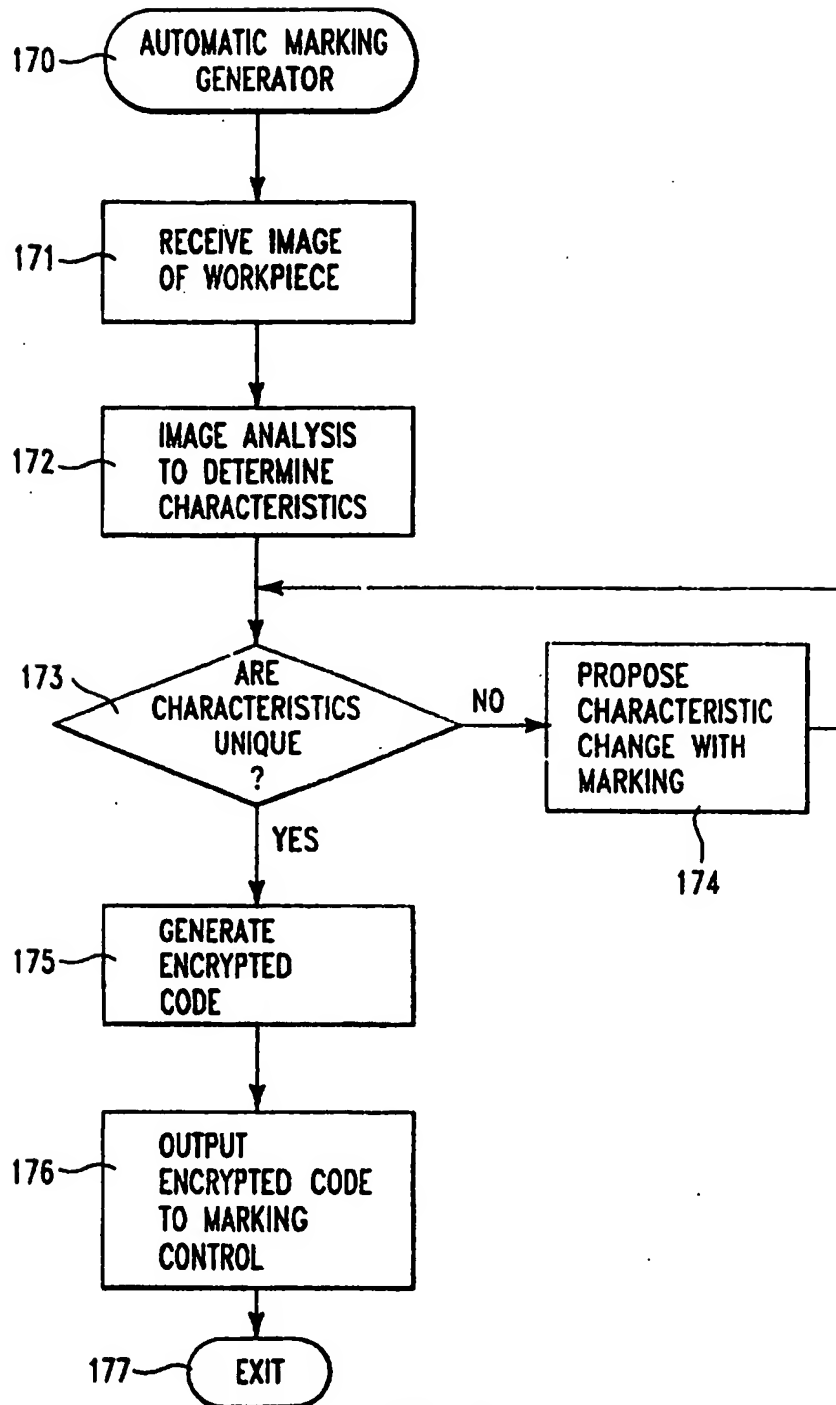 170
AUTOMATIC MARKING
GENERATOR
171
RECEIVE IMAGE
OF WORKPIECE
172
IMAGE ANALYSIS
TO DETERMINE
CHARACTERISTICS
173
ARE
CHARACTERISTICS
UNIQUE
?
NO
PROPOSE
CHARACTERISTIC
CHANGE WITH
MARKING
174
YES
175
GENERATE
ENCRYPTED
CODE
176
OUTPUT
ENCRYPTED CODE
TO MARKING
CONTROL
177
EXIT